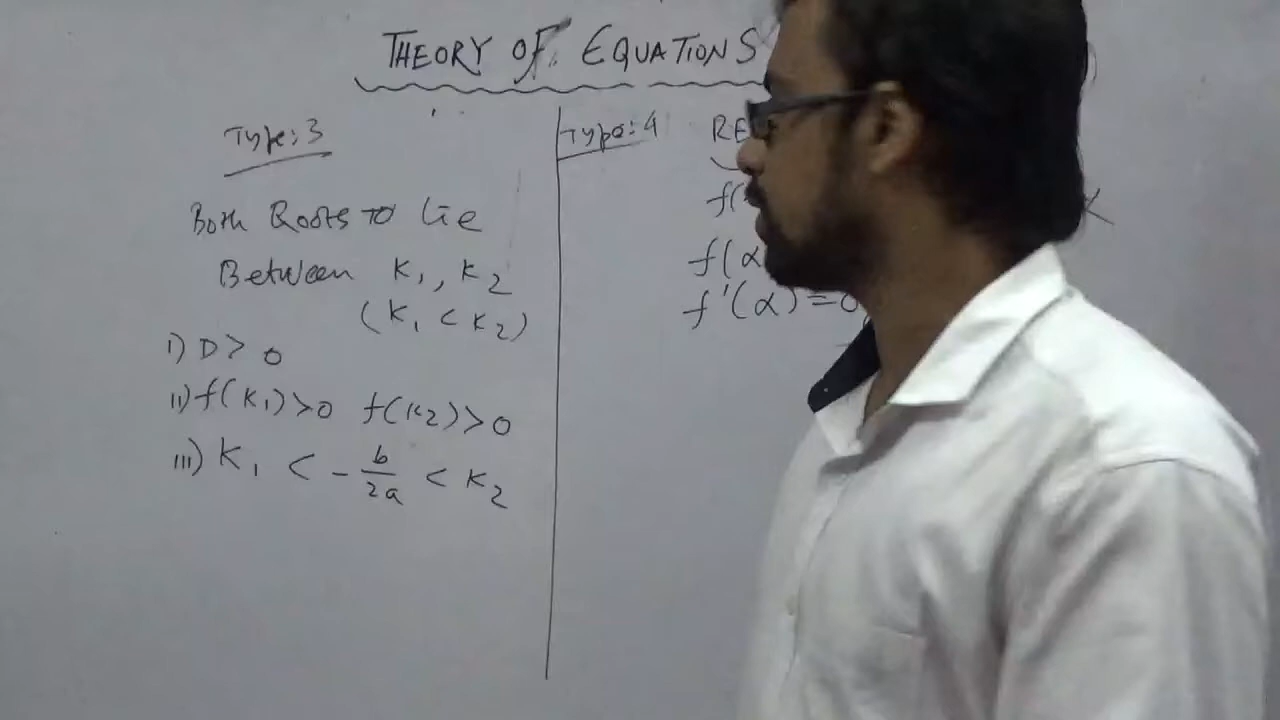 THEORY OF EQUATIONS
Type: 3
Both Roots to lie
Between K₁, K₂
(K₁ < K₂)
i) D > 0
ii) f(K₁) > 0 f(K₂) > 0
iii) K₁ < - b/2a < K₂
Type: 4
f(α
f'(α) = 0